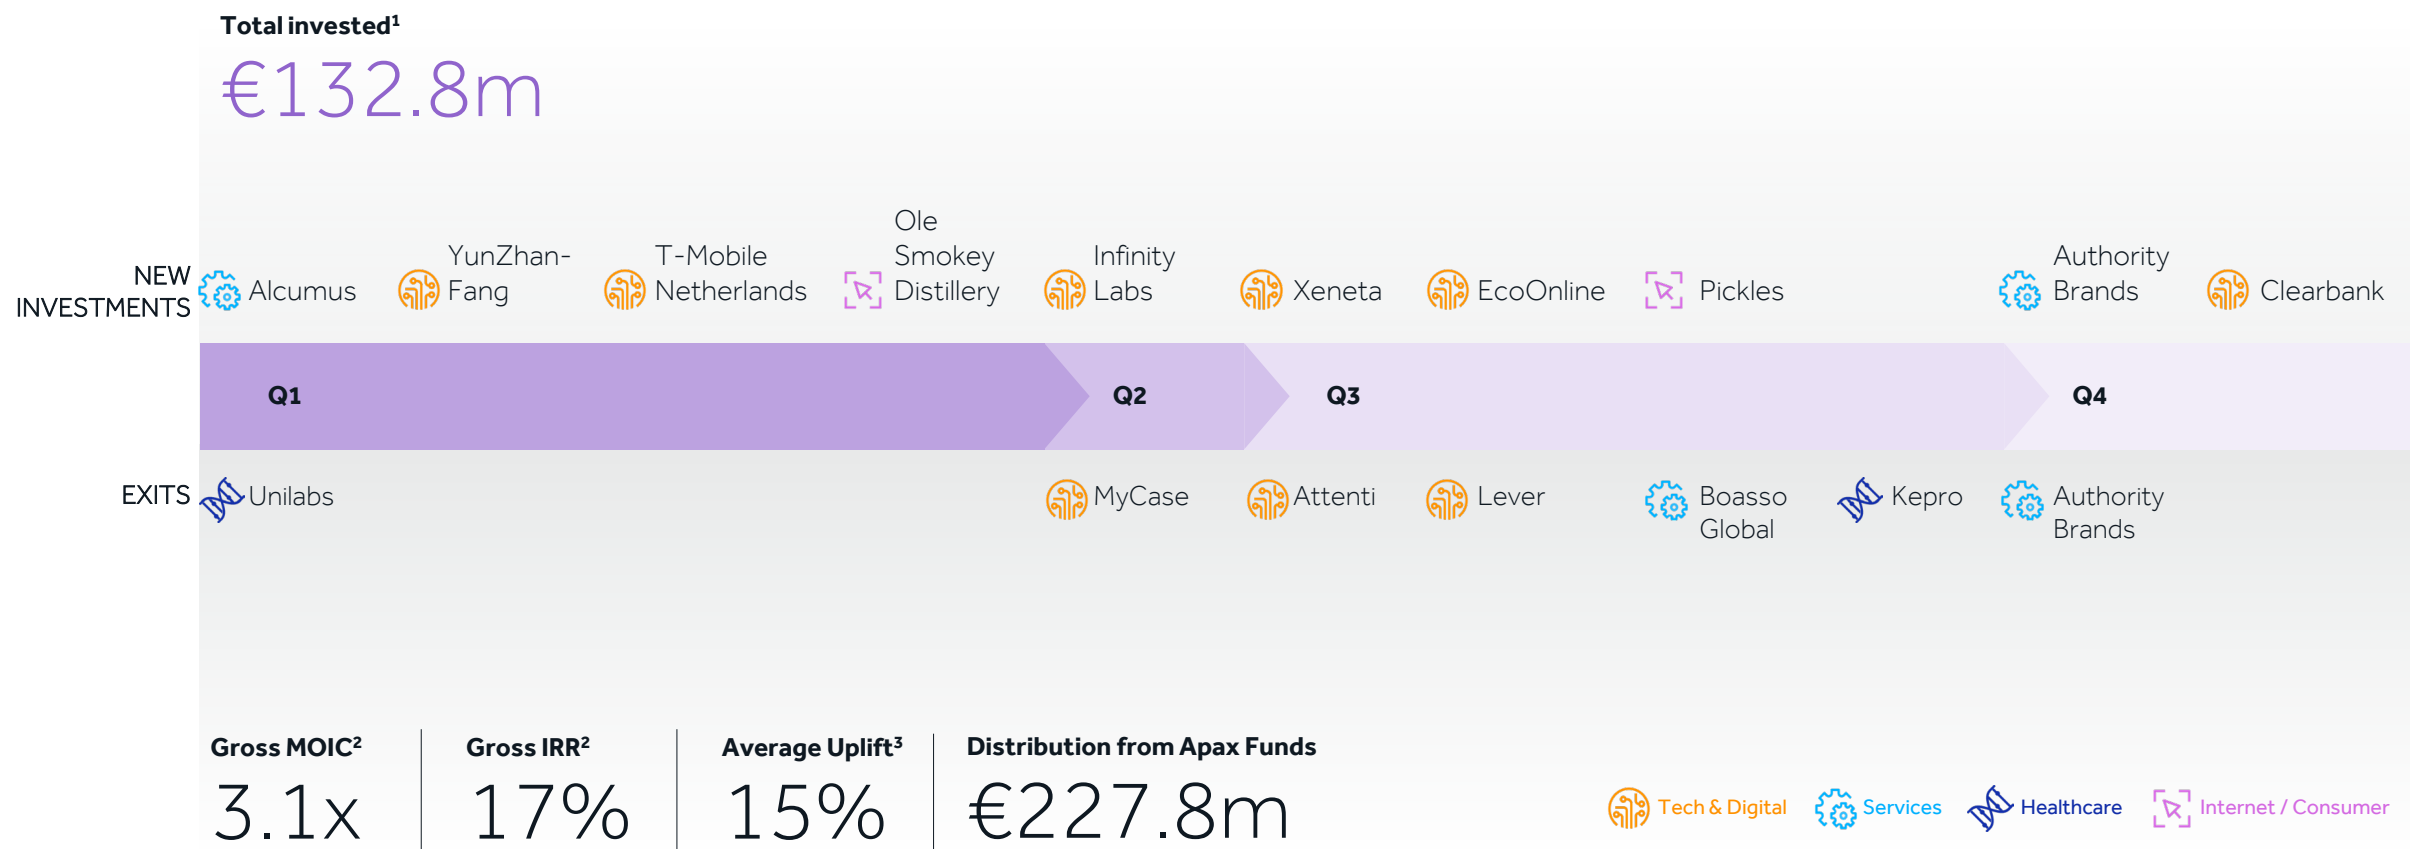 Total invested¹
€132.8m
NEW
INVESTMENTS
Alcumus
YunZhan-
Fang
T-Mobile
Netherlands
Ole
Smokey
Distillery
Infinity
Labs
Xeneta
EcoOnline
Pickles
Authority
Brands
Clearbank
Q1
Q2
Q3
Q4
EXITS
Unilabs
MyCase
Attenti
Lever
Boasso
Global
Kepro
Authority
Brands
Gross MOIC²
3.1x
Gross IRR²
17%
Average Uplift³
15%
Distribution from Apax Funds
€227.8m
Tech & Digital
Services
Healthcare
Internet / Consumer